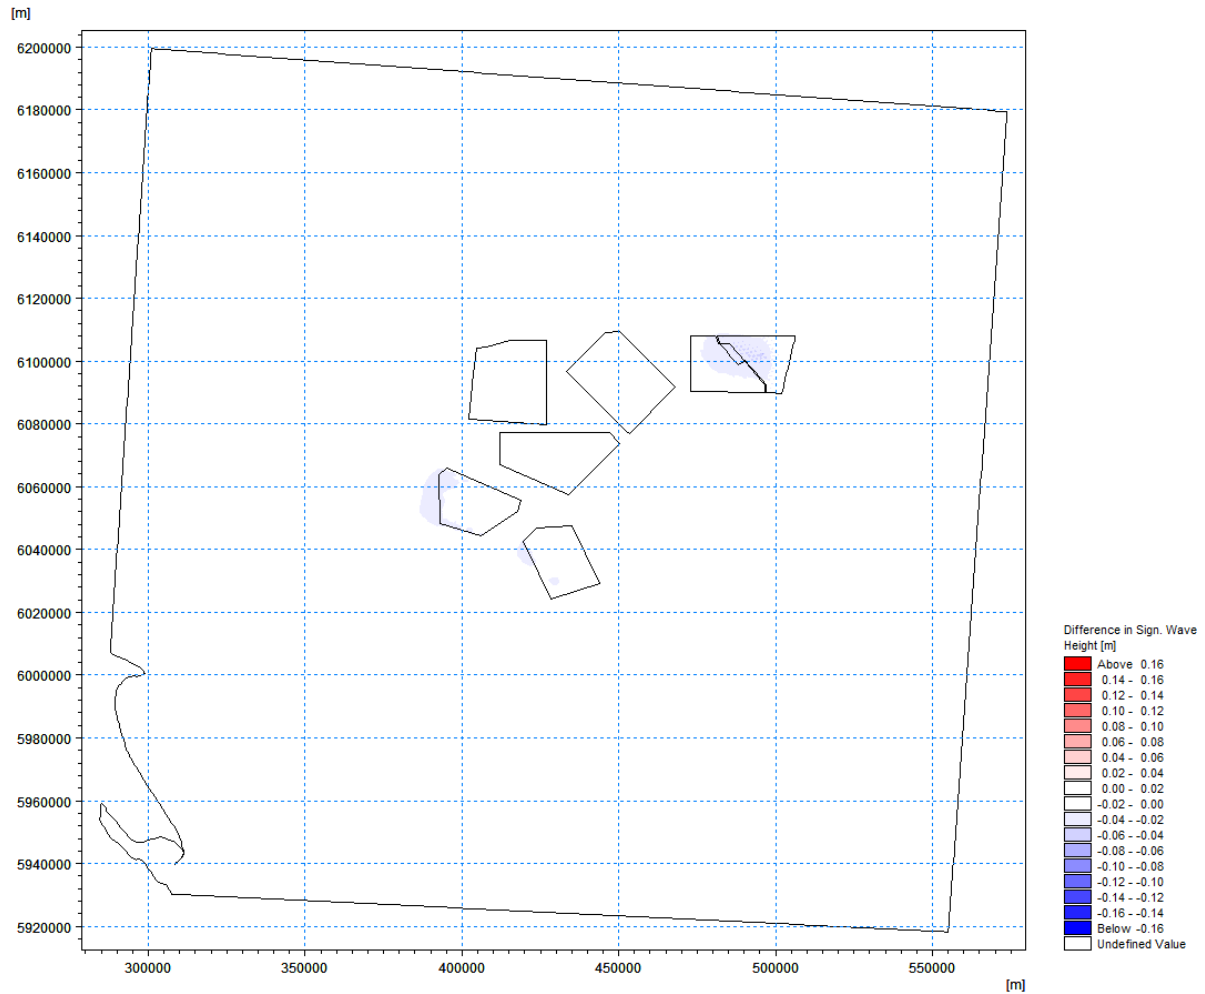 [m]
6200000
6180000
6160000
6140000
6120000
6100000
6080000
6060000
6040000
6020000
6000000
5980000
5960000
5940000
5920000
300000 350000 400000 450000 500000 550000
[m]
Difference in Sign. Wave
Height [m]
Above 0.16
0.14 - 0.16
0.12 - 0.14
0.10 - 0.12
0.08 - 0.10
0.06 - 0.08
0.04 - 0.06
0.02 - 0.04
0.00 - 0.02
-0.02 - 0.00
-0.04 - -0.02
-0.06 - -0.04
-0.08 - -0.06
-0.10 - -0.08
-0.12 - -0.10
-0.14 - -0.12
-0.16 - -0.14
Below -0.16
Undefined Value